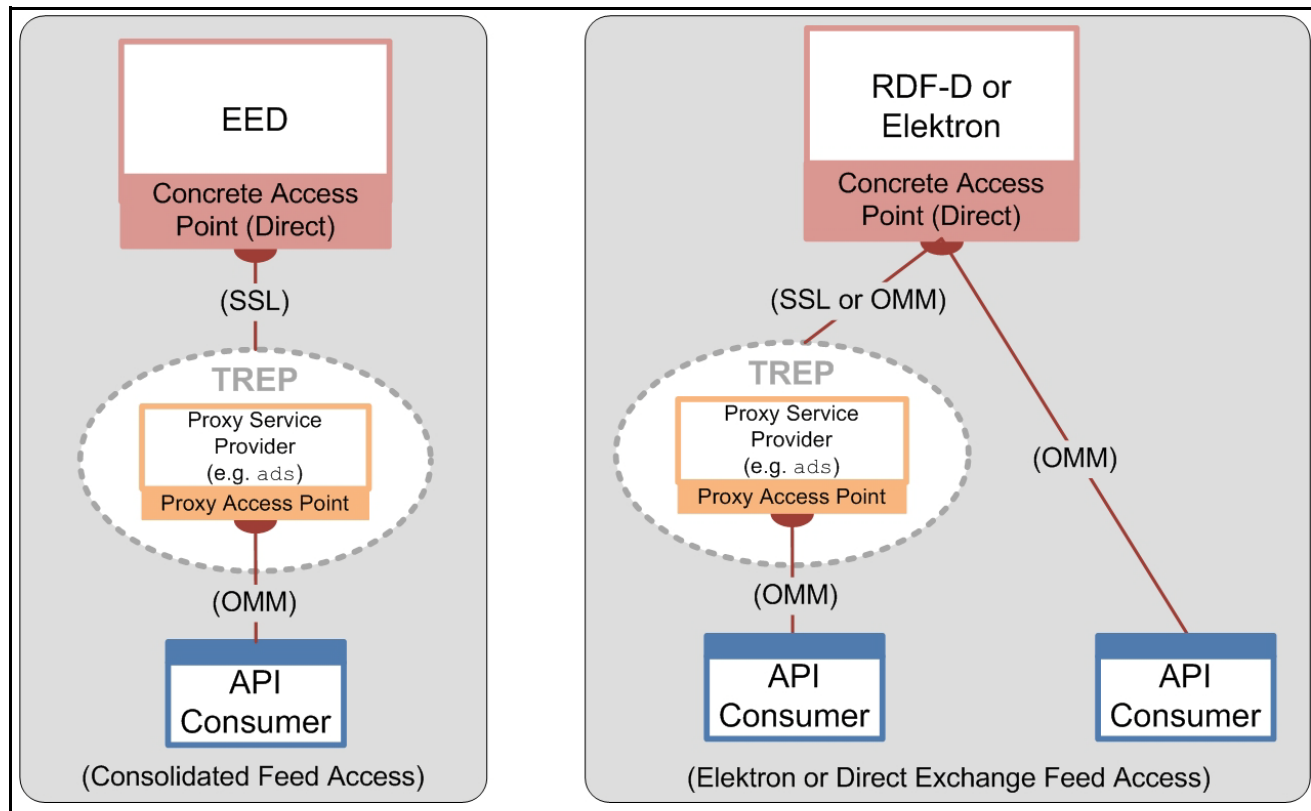 EED
Concrete Access
Point (Direct)
(SSL)
TREP
Proxy Service
Provider
(e.g. ads)
Proxy Access Point
(OMM)
API
Consumer
(Consolidated Feed Access)
RDF-D or
Elektron
Concrete Access
Point (Direct)
(SSL or OMM)
TREP
Proxy Service
Provider
(e.g. ads)
Proxy Access Point
(OMM)
(OMM)
API
Consumer
API
Consumer
(Elektron or Direct Exchange Feed Access)